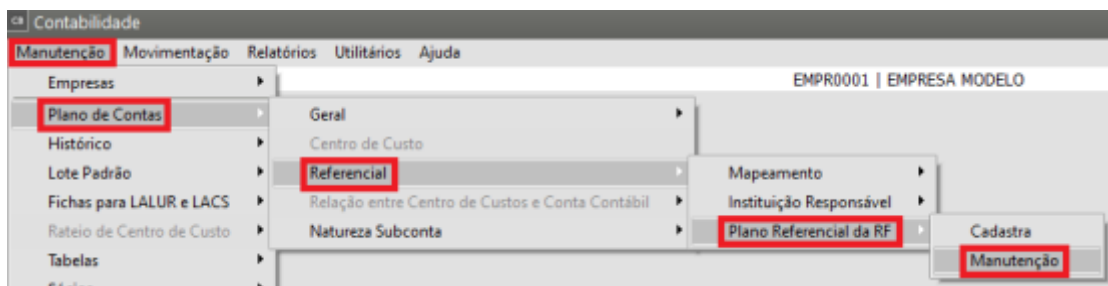 CB Contabilidade
Manutenção Movimentação Relatórios Utilitários Ajuda
Empresas
EMPR0001 | EMPRESA MODELO
Plano de Contas
Geral
Histórico
Centro de Custo
Lote Padrão
Referencial
Mapeamento
Fichas para LALUR e LACS
Relação entre Centro de Custos e Conta Contábil
Instituição Responsável
Rateio de Centro de Custo
Natureza Subconta
Plano Referencial da RF
Cadastra
Tabelas
Manutenção